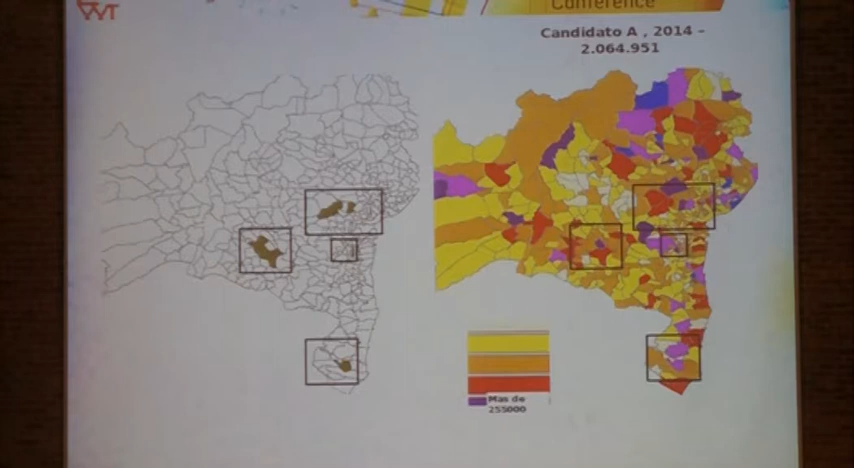 Conference
Candidato A , 2014 –
2.064.951
Mas de
255000